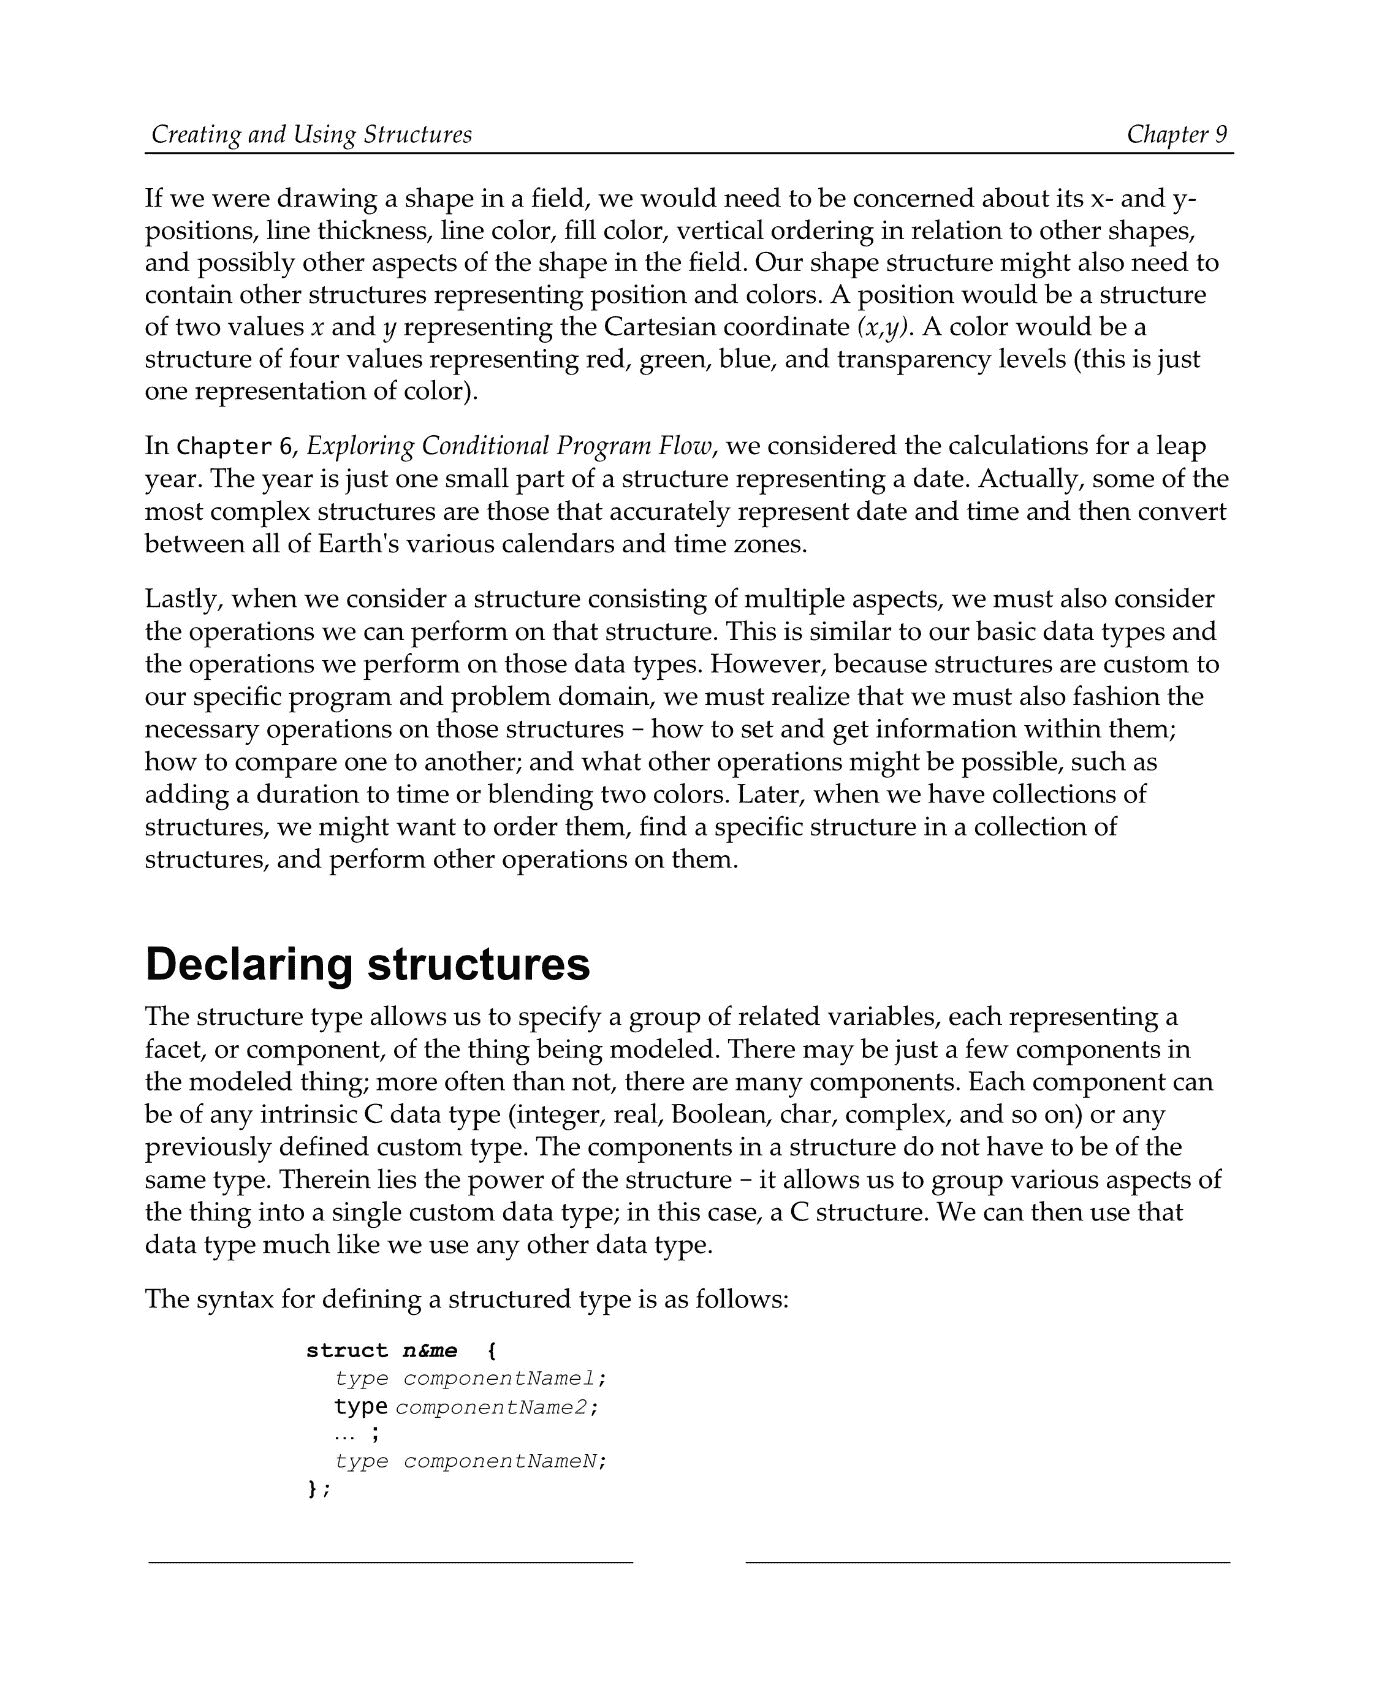 Creating and Using Structures Chapter 9
If we were drawing a shape in a field, we would need to be concerned about its x- and y-
positions, line thickness, line color, fill color, vertical ordering in relation to other shapes,
and possibly other aspects of the shape in the field. Our shape structure might also need to
contain other structures representing position and colors. A position would be a structure
of two values x and y representing the Cartesian coordinate (x,y). A color would be a
structure of four values representing red, green, blue, and transparency levels (this is just
one representation of color).
In Chapter 6, Exploring Conditional Program Flow, we considered the calculations for a leap
year. The year is just one small part of a structure representing a date. Actually, some of the
most complex structures are those that accurately represent date and time and then convert
between all of Earth's various calendars and time zones.
Lastly, when we consider a structure consisting of multiple aspects, we must also consider
the operations we can perform on that structure. This is similar to our basic data types and
the operations we perform on those data types. However, because structures are custom to
our specific program and problem domain, we must realize that we must also fashion the
necessary operations on those structures – how to set and get information within them;
how to compare one to another; and what other operations might be possible, such as
adding a duration to time or blending two colors. Later, when we have collections of
structures, we might want to order them, find a specific structure in a collection of
structures, and perform other operations on them.
Declaring structures
The structure type allows us to specify a group of related variables, each representing a
facet, or component, of the thing being modeled. There may be just a few components in
the modeled thing; more often than not, there are many components. Each component can
be of any intrinsic C data type (integer, real, Boolean, char, complex, and so on) or any
previously defined custom type. The components in a structure do not have to be of the
same type. Therein lies the power of the structure – it allows us to group various aspects of
the thing into a single custom data type; in this case, a C structure. We can then use that
data type much like we use any other data type.
The syntax for defining a structured type is as follows:
struct n&me {
type componentName1;
type componentName2;
... ;
type componentNameN;
};